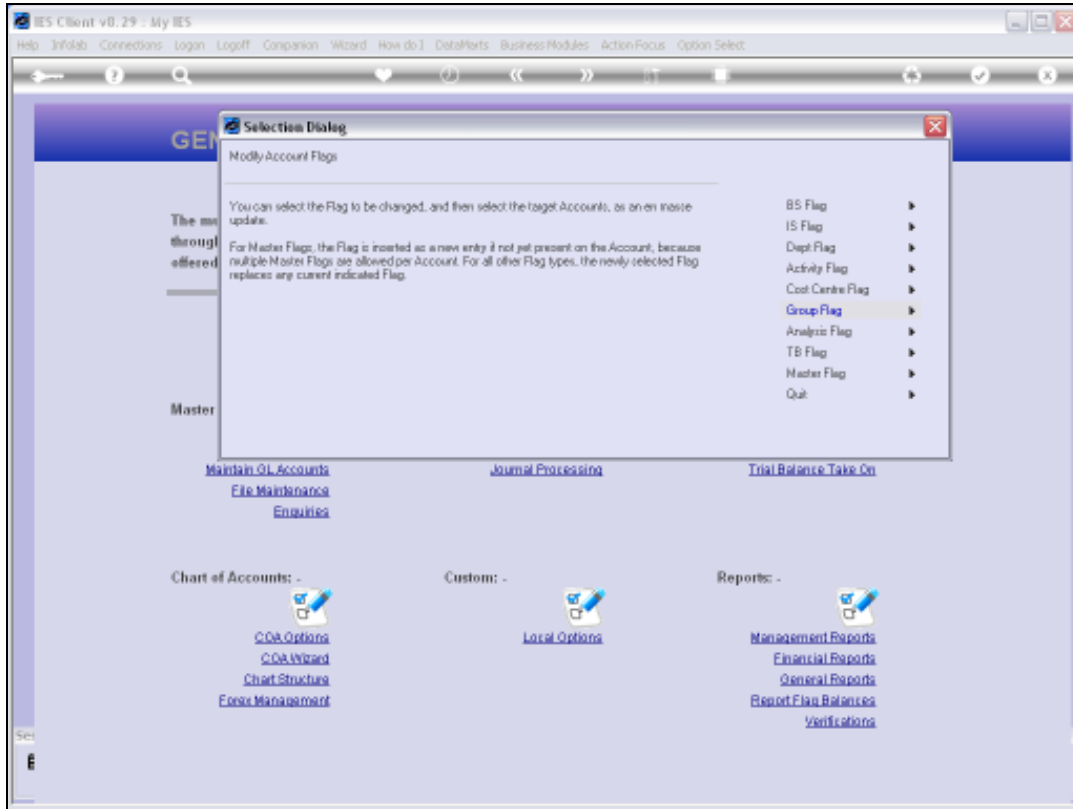 IES Client v8.29 : My IES
Help Infolab Connections Logon Logoff Companion Wizard How do I DataMarts Business Modules Action Focus Option Select
GEN
Selection Dialog
Modify Account Flags
You can select the Flag to be changed, and then select the target Accounts, as an en masse
update.
For Master Flags, the Flag is inserted as a new entry if not yet present on the Account, because
multiple Master Flags are allowed per Account. For all other Flag types, the newly selected Flag
replaces any current indicated Flag.
BS Flag
IS Flag
Dept Flag
Activity Flag
Cost Centre Flag
Group Flag
Analysis Flag
TB Flag
Master Flag
Quit
The
through
offered
Master
Maintain GL Accounts
File Maintenance
Enquiries
Journal Processing
Trial Balance Take On
Chart of Accounts: -
COA Options
COA Wizard
Chart Structure
Forex Management
Custom: -
Local Options
Reports: -
Management Reports
Financial Reports
General Reports
Report Flag Balances
Verifications
Ses